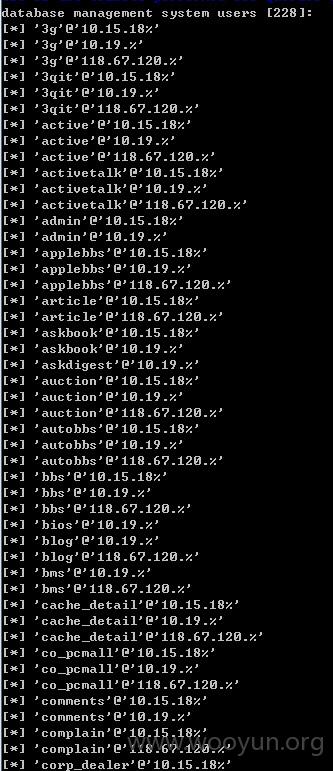 database management system users [228]:
[*] '3g'@'10.15.18%'
[*] '3g'@'10.19.%'
[*] '3g'@'118.67.120.%'
[*] '3qit'@'10.15.18%'
[*] '3qit'@'10.19.%'
[*] '3qit'@'118.67.120.%'
[*] 'active'@'10.15.18%'
[*] 'active'@'10.19.%'
[*] 'active'@'118.67.120.%'
[*] 'activetalk'@'10.15.18%'
[*] 'activetalk'@'10.19.%'
[*] 'activetalk'@'118.67.120.%'
[*] 'admin'@'10.15.18%'
[*] 'admin'@'10.19.%'
[*] 'applebbs'@'10.15.18%'
[*] 'applebbs'@'10.19.%'
[*] 'applebbs'@'118.67.120.%'
[*] 'article'@'10.15.18%'
[*] 'article'@'118.67.120.%'
[*] 'askbook'@'10.15.18%'
[*] 'askbook'@'10.19.%'
[*] 'askdigest'@'10.19.%'
[*] 'auction'@'10.15.18%'
[*] 'auction'@'10.19.%'
[*] 'auction'@'118.67.120.%'
[*] 'autobbs'@'10.15.18%'
[*] 'autobbs'@'10.19.%'
[*] 'autobbs'@'118.67.120.%'
[*] 'bbs'@'10.15.18%'
[*] 'bbs'@'10.19.%'
[*] 'bbs'@'118.67.120.%'
[*] 'bios'@'10.19.%'
[*] 'blog'@'10.19.%'
[*] 'blog'@'118.67.120.%'
[*] 'bms'@'10.19.%'
[*] 'bms'@'118.67.120.%'
[*] 'cache_detail'@'10.15.18%'
[*] 'cache_detail'@'10.19.%'
[*] 'cache_detail'@'118.67.120.%'
[*] 'co_pcmall'@'10.15.18%'
[*] 'co_pcmall'@'10.19.%'
[*] 'co_pcmall'@'118.67.120.%'
[*] 'comments'@'10.15.18%'
[*] 'comments'@'10.19.%'
[*] 'complain'@'10.15.18%'
[*] 'complain'@'118.67.120.%'
[*] 'corp_dealer'@'10.15.18%'
www.wooyun.org